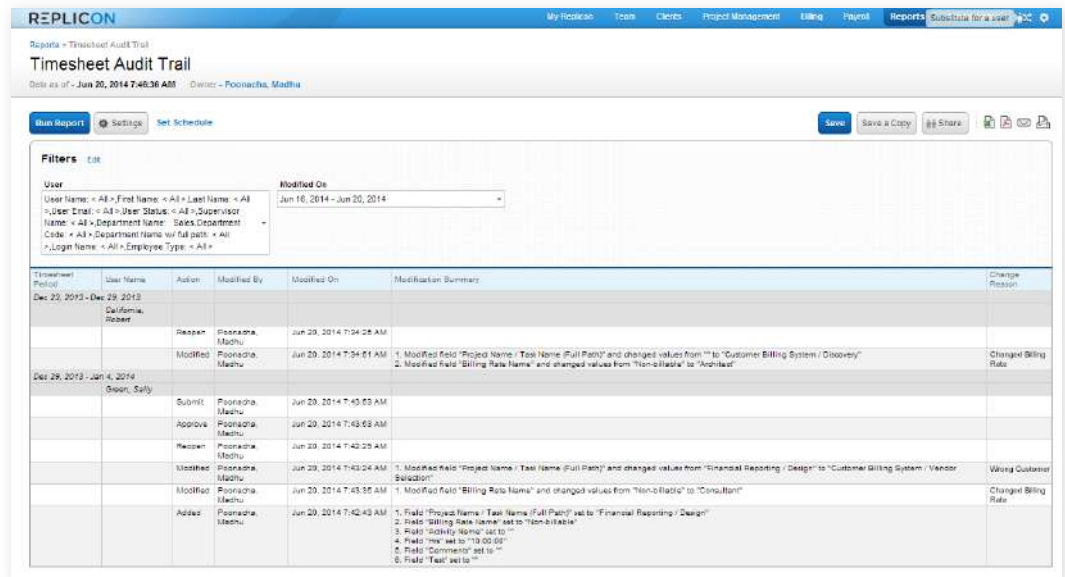 REPLICON
My Replicon Team Clients Project Management Billing Payroll Reports Substitute for a user
Reports » Timesheet Audit Trail
Timesheet Audit Trail
Data as of - Jun 20, 2014 7:46:36 AM Owner - Poonacha, Madhu
Run Report Settings Set Schedule Save Save a Copy Share
Filters Edit
User Modified On
User Name: < All >,First Name: < All >,Last Name: < All
>,User Email: < All >,User Status: < All >,Supervisor
Name: < All >,Department Name: Sales,Department
Code: < All >,Department Name w/ full path: < All
>,Login Name: < All >,Employee Type: < All >
Jun 16, 2014 - Jun 20, 2014
Timesheet
Period
User Name Action Modified By Modified On Modification Summary
Change
Reason
Dec 23, 2013 - Dec 29, 2013
California,
Robert
Reopen Poonacha,
Madhu
Jun 20, 2014 7:34:25 AM
Modified Poonacha,
Madhu
Jun 20, 2014 7:34:51 AM
1. Modified field "Project Name / Task Name (Full Path)" and changed values from "" to "Customer Billing System / Discovery"
2. Modified field "Billing Rate Name" and changed values from "Non-billable" to "Architect"
Changed Billing
Rate
Dec 29, 2013 - Jan 4, 2014
Green, Sally
Submit Poonacha,
Madhu
Jun 20, 2014 7:43:53 AM
Approve Poonacha,
Madhu
Jun 20, 2014 7:43:53 AM
Reopen Poonacha,
Madhu
Jun 20, 2014 7:42:25 AM
Modified Poonacha,
Madhu
Jun 20, 2014 7:43:24 AM
1. Modified field "Project Name / Task Name (Full Path)" and changed values from "Financial Reporting / Design" to "Customer Billing System / Vendor
Selection"
Wrong Customer
Modified Poonacha,
Madhu
Jun 20, 2014 7:43:35 AM
1. Modified field "Billing Rate Name" and changed values from "Non-billable" to "Consultant"
Changed Billing
Rate
Added Poonacha,
Madhu
Jun 20, 2014 7:42:43 AM
1. Field "Project Name / Task Name (Full Path)" set to "Financial Reporting / Design"
2. Field "Billing Rate Name" set to "Non-billable"
3. Field "Activity Name" set to ""
4. Field "Hrs" set to "10:00:00"
5. Field "Comments" set to ""
6. Field "Test" set to ""